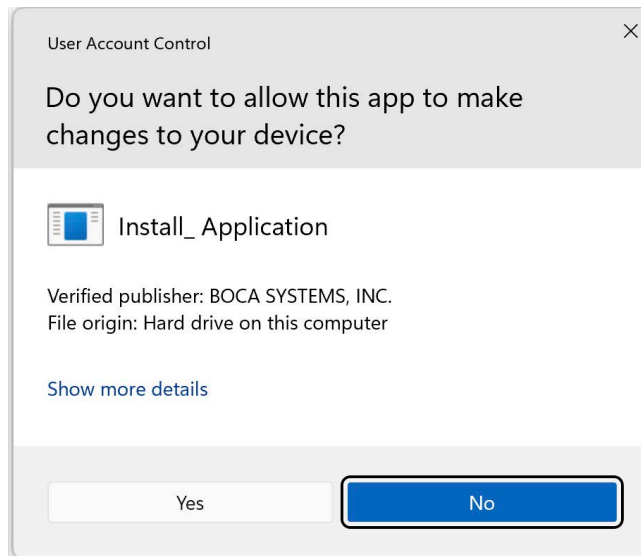 User Account Control
Do you want to allow this app to make
changes to your device?
Install_ Application
Verified publisher: BOCA SYSTEMS, INC.
File origin: Hard drive on this computer
Show more details
Yes
No